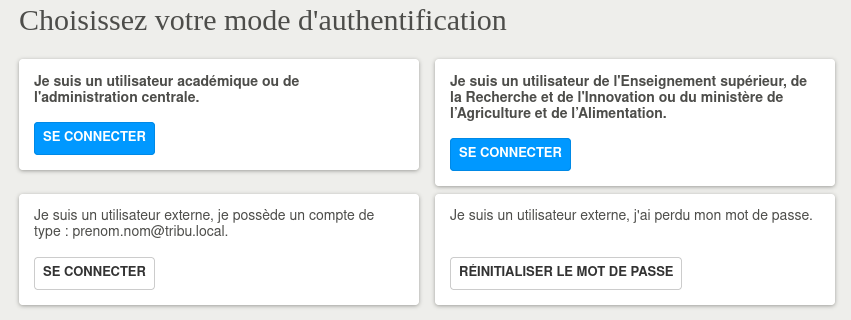 Choisissez votre mode d'authentification
Je suis un utilisateur académique ou de
l'administration centrale.
SE CONNECTER
Je suis un utilisateur de l'Enseignement supérieur, de
la Recherche et de l'Innovation ou du ministère de
l’Agriculture et de l’Alimentation.
SE CONNECTER
Je suis un utilisateur externe, je possède un compte de
type : prenom.nom@tribu.local.
SE CONNECTER
Je suis un utilisateur externe, j'ai perdu mon mot de passe.
RÉINITIALISER LE MOT DE PASSE